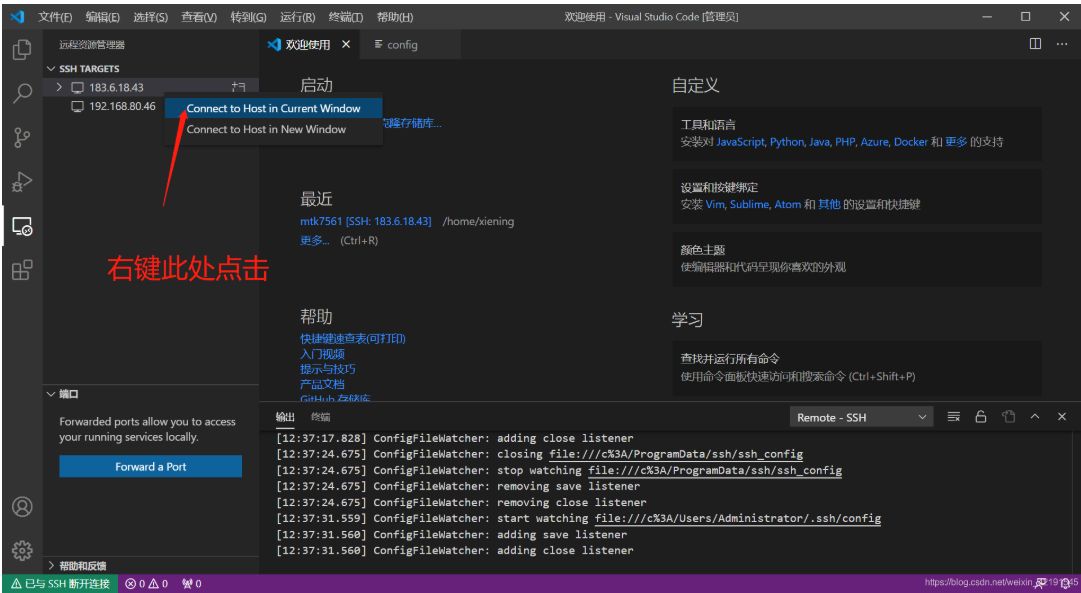 文件(F) 编辑(E) 选择(S) 查看(V) 转到(G) 运行(R) 终端(T) 帮助(H) 欢迎使用 - Visual Studio Code [管理员]
远程资源管理器
欢迎使用
config
SSH TARGETS
183.6.18.43
192.168.80.46
Connect to Host in Current Window
Connect to Host in New Window
右键此处点击
启动
克隆存储库...
最近
mtk7561 [SSH: 183.6.18.43] /home/xiening
更多... (Ctrl+R)
帮助
快捷键速查表(可打印)
入门视频
提示与技巧
产品文档
GitHub 存储库
自定义
工具和语言
安装对 JavaScript, Python, Java, PHP, Azure, Docker 和 更多 的支持
设置和按键绑定
安装 Vim, Sublime, Atom 和 其他 的设置和快捷键
颜色主题
使编辑器和代码呈现你喜欢的外观
学习
查找并运行所有命令
使用命令面板快速访问和搜索命令 (Ctrl+Shift+P)
端口
Forwarded ports allow you to access
your running services locally.
Forward a Port
帮助和反馈
输出 终端 Remote - SSH
[12:37:17.828] ConfigFileWatcher: adding close listener
[12:37:24.675] ConfigFileWatcher: closing file:///c%3A/ProgramData/ssh/ssh_config
[12:37:24.675] ConfigFileWatcher: stop watching file:///c%3A/ProgramData/ssh/ssh_config
[12:37:24.675] ConfigFileWatcher: removing save listener
[12:37:24.675] ConfigFileWatcher: removing close listener
[12:37:31.559] ConfigFileWatcher: start watching file:///c%3A/Users/Administrator/.ssh/config
[12:37:31.560] ConfigFileWatcher: adding save listener
[12:37:31.560] ConfigFileWatcher: adding close listener
已与 SSH 断开连接 0 0 0